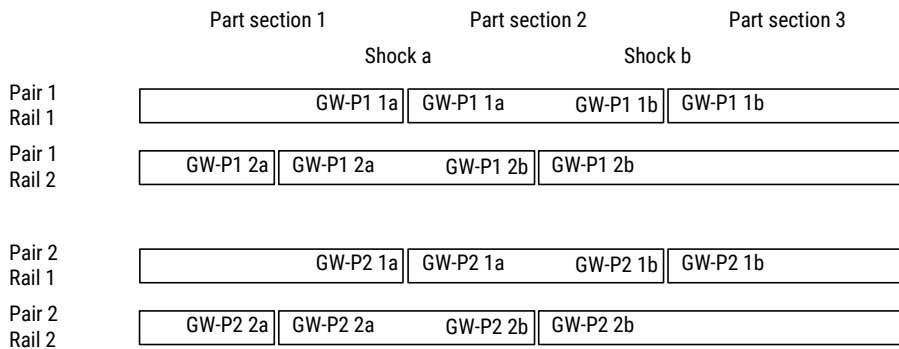 Part section 1 Part section 2 Part section 3
Shock a Shock b
Pair 1
Rail 1
GW-P1 1a GW-P1 1a GW-P1 1b GW-P1 1b
Pair 1
Rail 2
GW-P1 2a GW-P1 2a GW-P1 2b GW-P1 2b
Pair 2
Rail 1
GW-P2 1a GW-P2 1a GW-P2 1b GW-P2 1b
Pair 2
Rail 2
GW-P2 2a GW-P2 2a GW-P2 2b GW-P2 2b